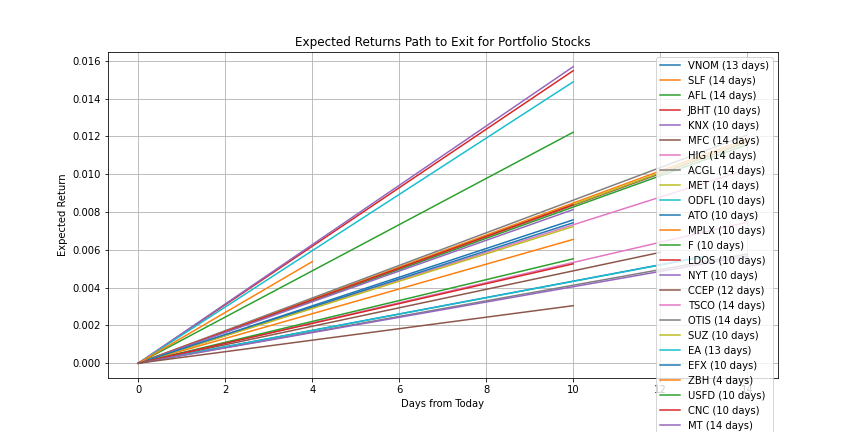 Expected Returns Path to Exit for Portfolio Stocks
Expected Return
0.016
0.014
0.012
0.010
0.008
0.006
0.004
0.002
0.000
0
2
4
6
8
10
12
14
Days from Today
VNOM (13 days)
SLF (14 days)
AFL (14 days)
JBHT (10 days)
KNX (10 days)
MFC (14 days)
HIG (14 days)
ACGL (14 days)
MET (14 days)
ODFL (10 days)
ATO (10 days)
MPLX (10 days)
F (10 days)
LDOS (10 days)
NYT (10 days)
CCEP (12 days)
TSCO (14 days)
OTIS (14 days)
SUZ (10 days)
EA (13 days)
EFX (10 days)
ZBH (4 days)
USFD (10 days)
CNC (10 days)
MT (14 days)